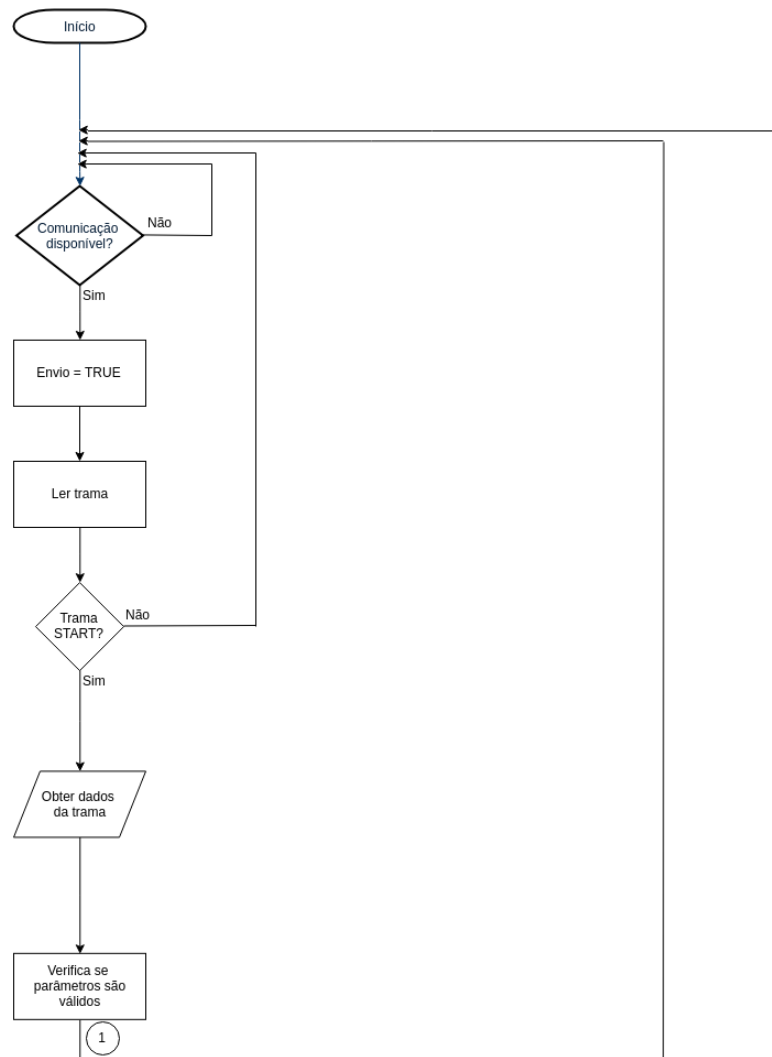 Início
Comunicação
disponível?
Não
Sim
Envio = TRUE
Ler trama
Trama
START?
Não
Sim
Obter dados
da trama
Verifica se
parâmetros são
válidos
1